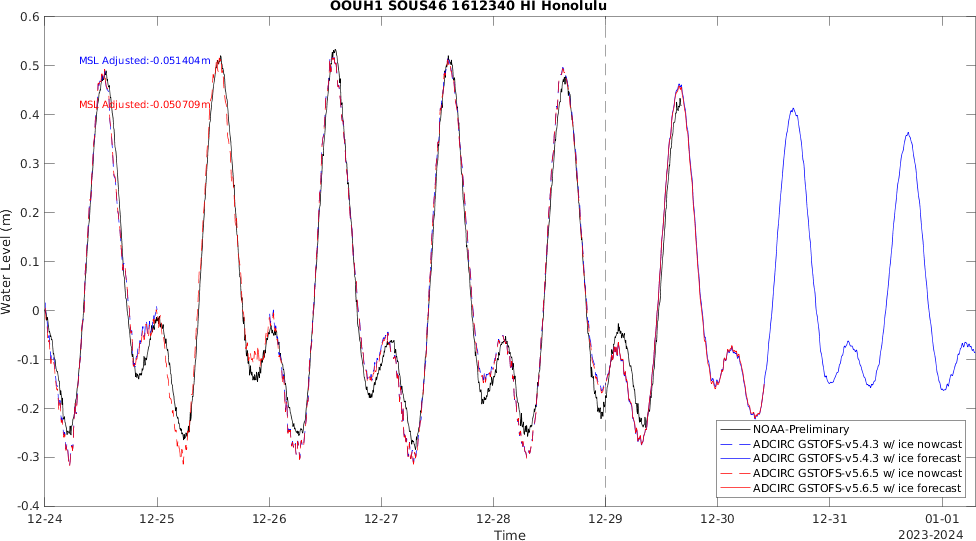 OOUH1 SOUS46 1612340 HI Honolulu
0.6
0.5
0.4
0.3
0.2
0.1
0
-0.1
-0.2
-0.3
-0.4
Water Level (m)
MSL Adjusted:-0.051404m
MSL Adjusted:-0.050709m
NOAA-Preliminary
ADCIRC GSTOFS-v5.4.3 w/ ice nowcast
ADCIRC GSTOFS-v5.4.3 w/ ice forecast
ADCIRC GSTOFS-v5.6.5 w/ ice nowcast
ADCIRC GSTOFS-v5.6.5 w/ ice forecast
12-24 12-25 12-26 12-27 12-28 12-29 12-30 12-31 01-01
Time
2023-2024